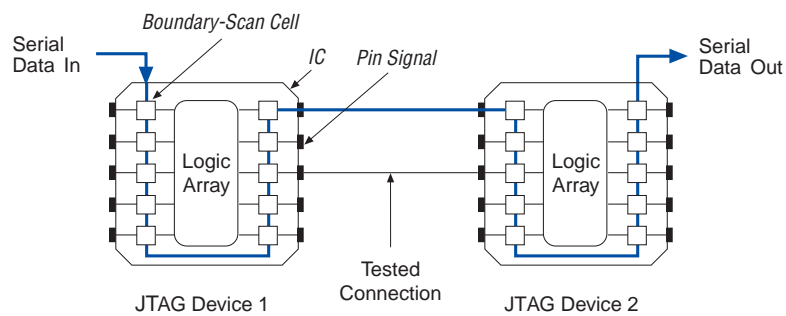 Boundary-Scan Cell
Serial
Data In
IC
Pin Signal
Serial
Data Out
Logic
Array
Logic
Array
Tested
Connection
JTAG Device 1
JTAG Device 2